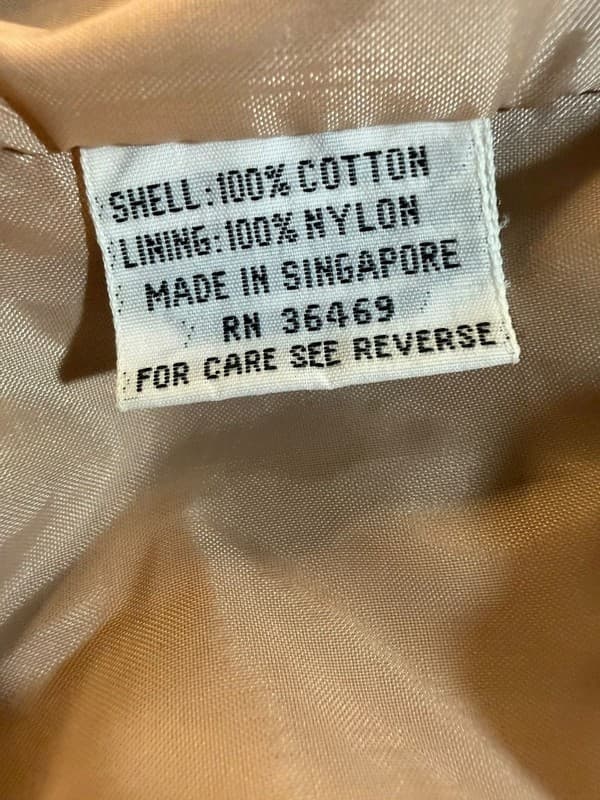 SHELL: 100% COTTON
LINING: 100% NYLON
MADE IN SINGAPORE
RN 36469
FOR CARE SEE REVERSE